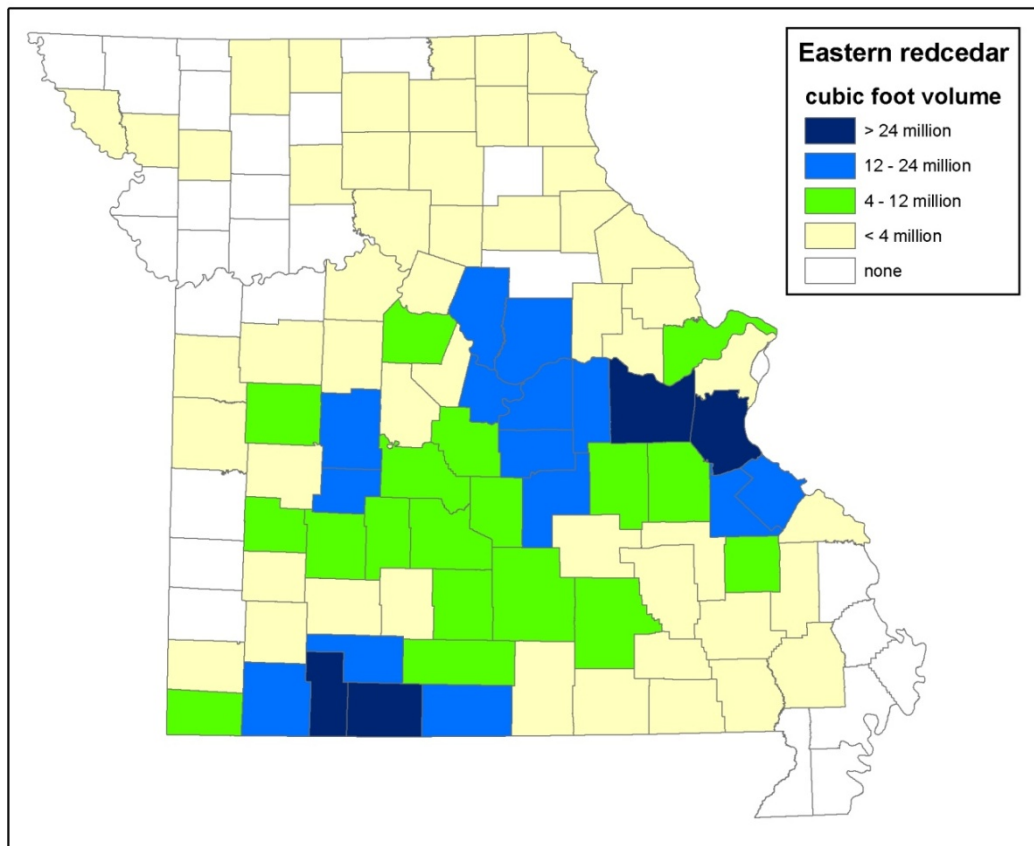 Eastern redcedar
cubic foot volume
> 24 million
12 - 24 million
4 - 12 million
< 4 million
none